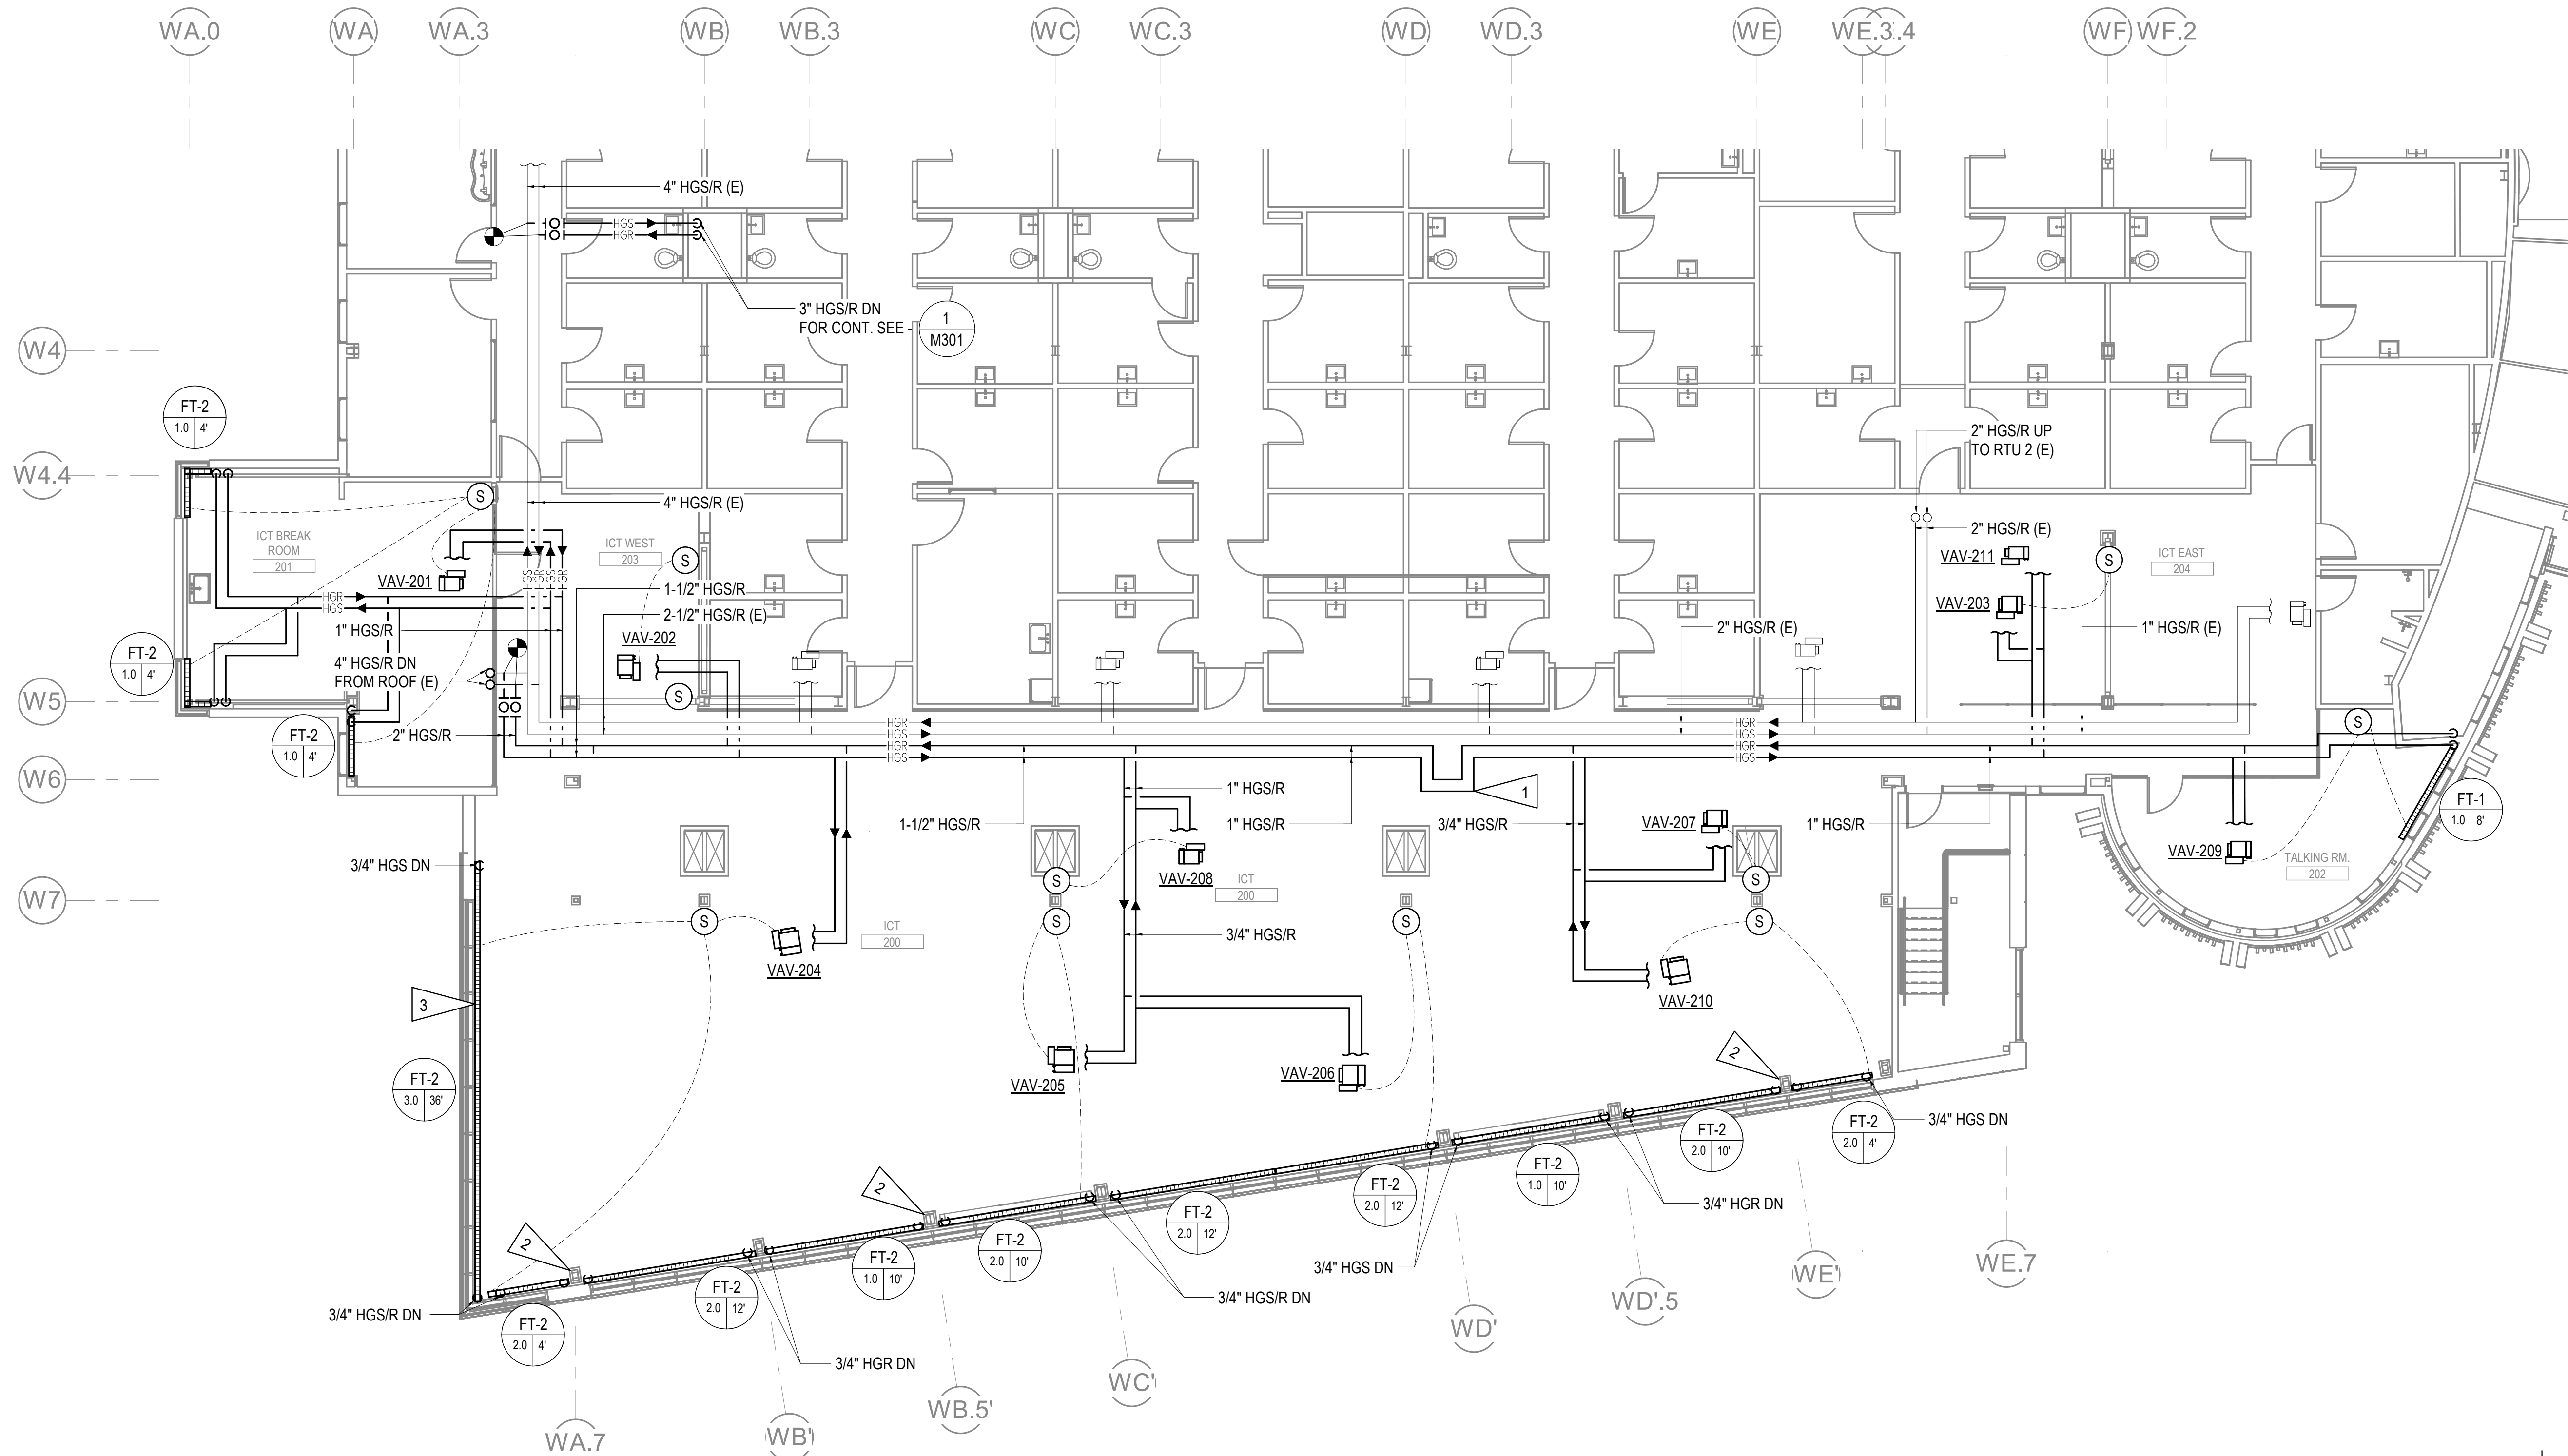 WA.0
WA
WA.3
WB
WB.3
WC
WC.3
WD
WD.3
WE
WE.3
.4
WF
WF.2
4" HGS/R (E)
HGS
HGR
3" HGS/R DN
FOR CONT. SEE
1
M301
W4
FT-2
1.0 4'
W4.4
2" HGS/R UP
TO RTU 2 (E)
S
4" HGS/R (E)
ICT BREAK
ROOM
201
ICT WEST
203
S
2" HGS/R (E)
VAV-211
S
ICT EAST
204
VAV-201
HGS
HGR
HGS
HGR
1-1/2" HGS/R
HGR
HGS
2-1/2" HGS/R (E)
VAV-203
1" HGS/R
VAV-202
2" HGS/R (E)
1" HGS/R (E)
FT-2
1.0 4'
4" HGS/R DN
FROM ROOF (E)
S
W5
S
FT-2
1.0 4'
2" HGS/R
HGR
HGS
HGR
HGS
HGR
HGS
HGR
HGS
W6
1" HGS/R
1
FT-1
1.0 8'
1-1/2" HGS/R
1" HGS/R
3/4" HGS/R
VAV-207
1" HGS/R
3/4" HGS DN
VAV-209
TALKING RM.
202
VAV-208
S
ICT
200
S
W7
S
S
S
S
ICT
200
3/4" HGS/R
VAV-204
3
VAV-210
FT-2
3.0 36'
VAV-205
VAV-206
2
FT-2
2.0 10'
FT-2
2.0 4'
3/4" HGS DN
2
FT-2
2.0 12'
FT-2
1.0 10'
3/4" HGR DN
2
FT-2
1.0 10'
FT-2
2.0 10'
FT-2
2.0 12'
3/4" HGS DN
3/4" HGS/R DN
3/4" HGS/R DN
FT-2
2.0 4'
FT-2
2.0 12'
3/4" HGR DN
WE.7
WE'
WD'.5
WD'
WC'
WB.5'
WB'
WA.7